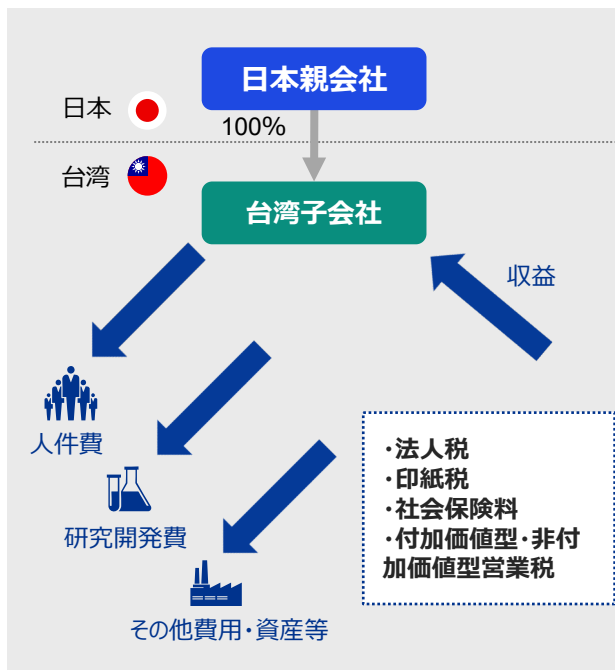 日本親会社
日本
100%
台湾
台湾子会社
収益
人件費
研究開発費
その他費用・資産等
・法人税
・印紙税
・社会保険料
・付加価値型・非付
加価値型営業税